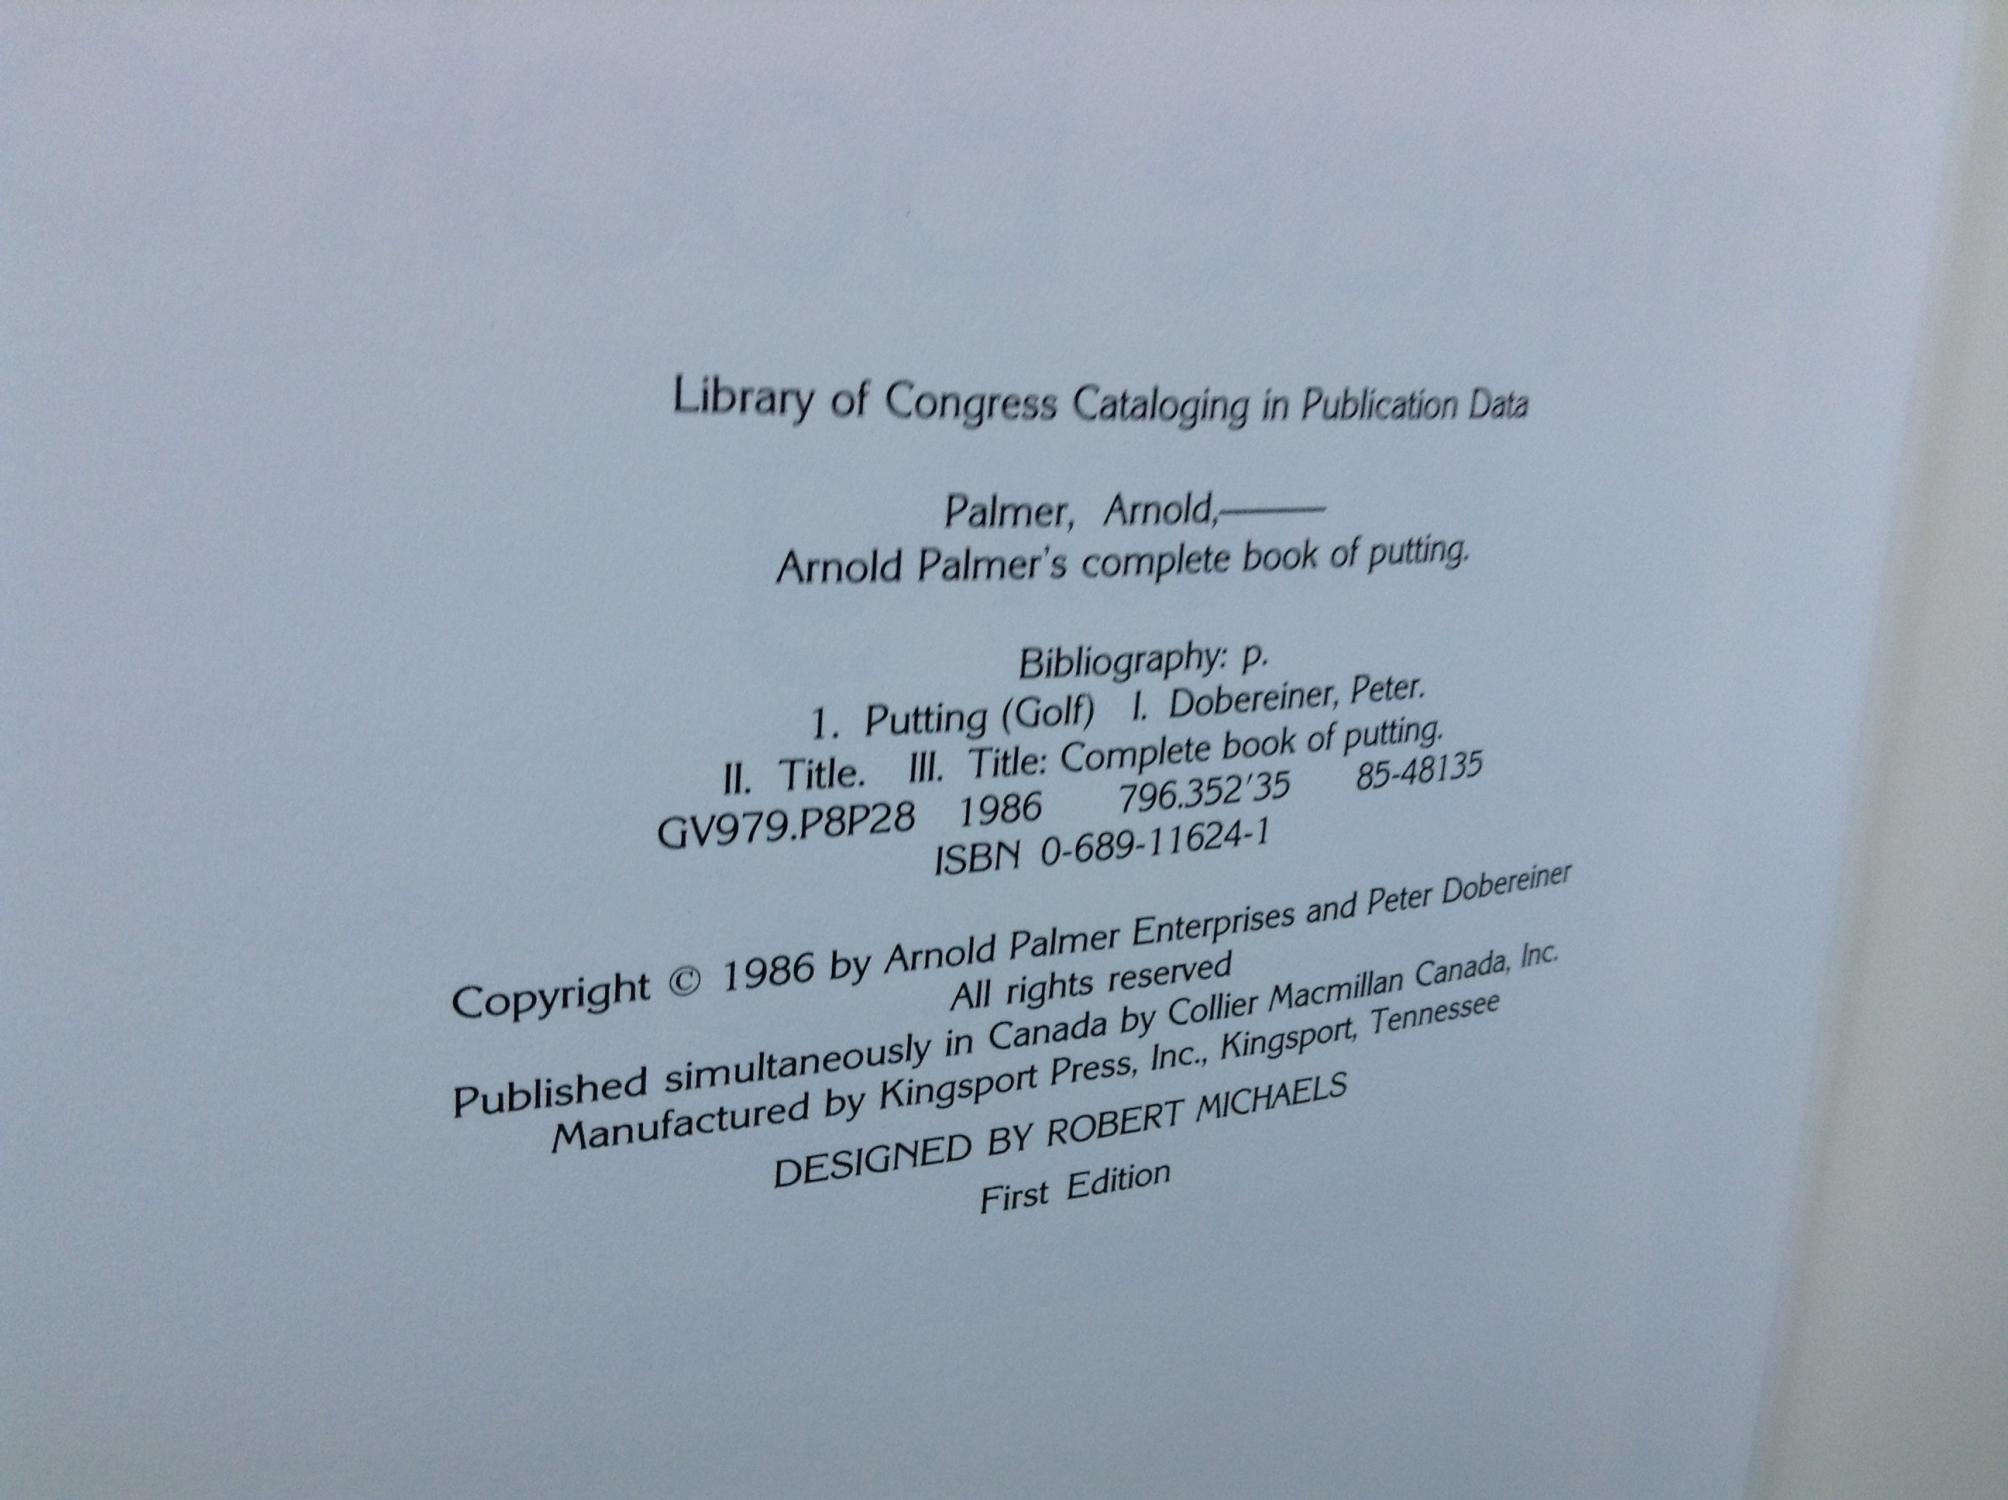 Library of Congress Cataloging in Publication Data
Palmer, Arnold,——
Arnold Palmer's complete book of putting.
Bibliography: p.
1. Putting (Golf) I. Dobereiner, Peter.
II. Title. III. Title: Complete book of putting.
GV979.P8P28 1986 796.352'35 85-48135
ISBN 0-689-11624-1
Copyright © 1986 by Arnold Palmer Enterprises and Peter Dobereiner
All rights reserved
Published simultaneously in Canada by Collier Macmillan Canada, Inc.
Manufactured by Kingsport Press, Inc., Kingsport, Tennessee
DESIGNED BY ROBERT MICHAELS
First Edition